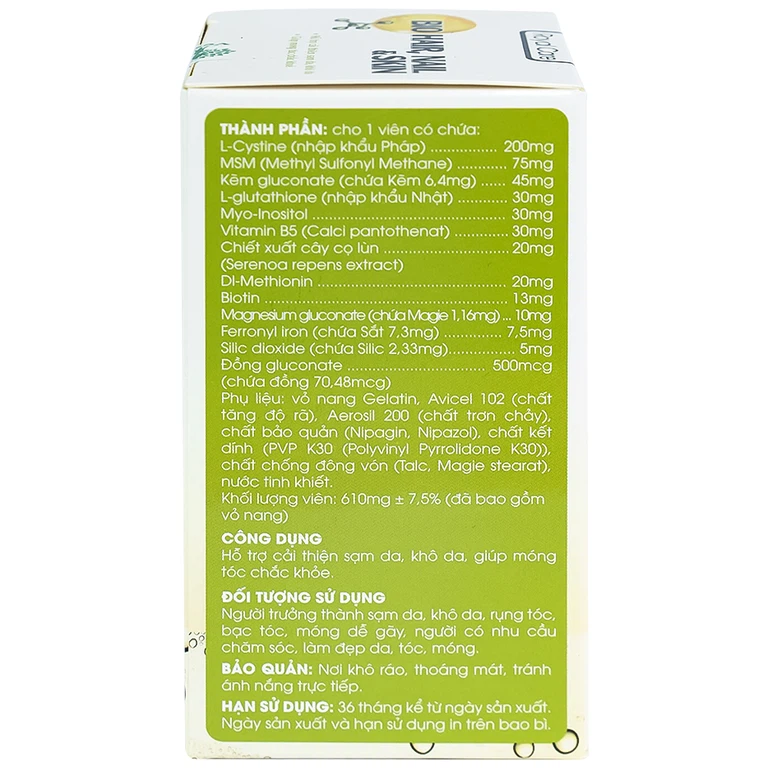 BIO HAIR, NAIL
& SKIN
THÀNH PHẦN: cho 1 viên có chứa:
L-Cystine (nhập khẩu Pháp) ................ 200mg
MSM (Methyl Sulfonyl Methane) ............ 75mg
Kẽm gluconate (chứa Kẽm 6,4mg) ...... 45mg
L-glutathione (nhập khẩu Nhật) ............ 30mg
Myo-Inositol ............................................. 30mg
Vitamin B5 (Calci pantothenat) ............. 30mg
Chiết xuất cây cọ lùn ............................ 20mg
(Serenoa repens extract)
Dl-Methionin ............................................ 20mg
Biotin ........................................................ 13mg
Magnesium gluconate (chứa Magie 1,16mg) ... 10mg
Ferronyl iron (chứa Sắt 7,3mg) ............. 7,5mg
Silic dioxide (chứa Silic 2,33mg)............... 5mg
Đồng gluconate ................................ 500mcg
(chứa đồng 70,48mcg)
Phụ liệu: vỏ nang Gelatin, Avicel 102 (chất
tăng độ rã), Aerosil 200 (chất trơn chảy),
chất bảo quản (Nipagin, Nipazol), chất kết
dính (PVP K30 (Polyvinyl Pyrrolidone K30)),
chất chống đông vón (Talc, Magie stearat),
nước tinh khiết.
Khối lượng viên: 610mg ± 7,5% (đã bao gồm
vỏ nang)
CÔNG DỤNG
Hỗ trợ cải thiện sạm da, khô da, giúp móng
tóc chắc khỏe.
ĐỐI TƯỢNG SỬ DỤNG
Người trưởng thành sạm da, khô da, rụng tóc,
bạc tóc, móng dễ gãy, người có nhu cầu
chăm sóc, làm đẹp da, tóc, móng.
BẢO QUẢN: Nơi khô ráo, thoáng mát, tránh
ánh nắng trực tiếp.
HẠN SỬ DỤNG: 36 tháng kể từ ngày sản xuất.
Ngày sản xuất và hạn sử dụng in trên bao bì.